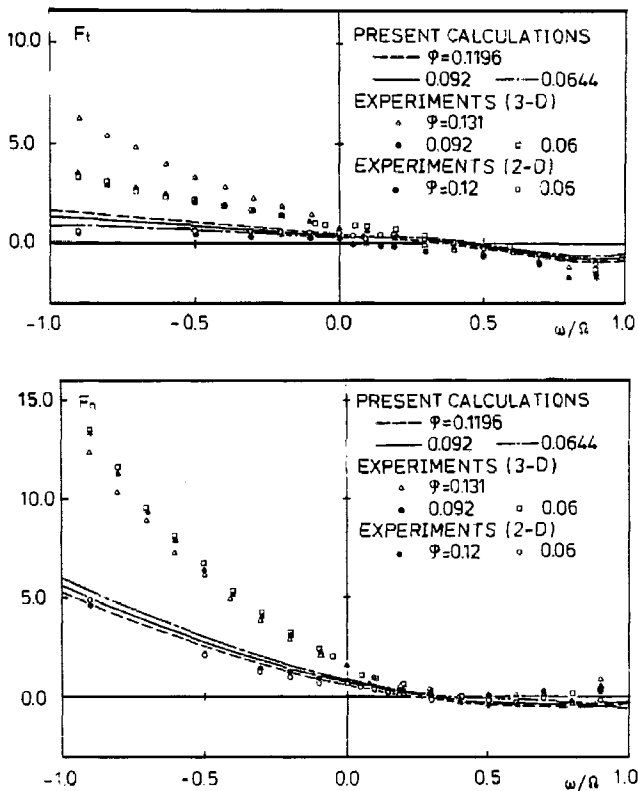 10.0
Ft
PRESENT CALCULATIONS
φ=0.1196
0.092 0.0644
EXPERIMENTS (3-D)
φ=0.131
0.092 0.06
EXPERIMENTS (2-D)
φ=0.12 0.06
5.0
0.0
-1.0 -0.5 0.0 0.5 1.0
ω/Ω
15.0
Fn
PRESENT CALCULATIONS
φ=0.1196
0.092 0.0644
EXPERIMENTS (3-D)
φ=0.131
0.092 0.06
EXPERIMENTS (2-D)
φ=0.12 0.06
10.0
5.0
0.0
-1.0 -0.5 0.0 0.5 1.0
ω/Ω